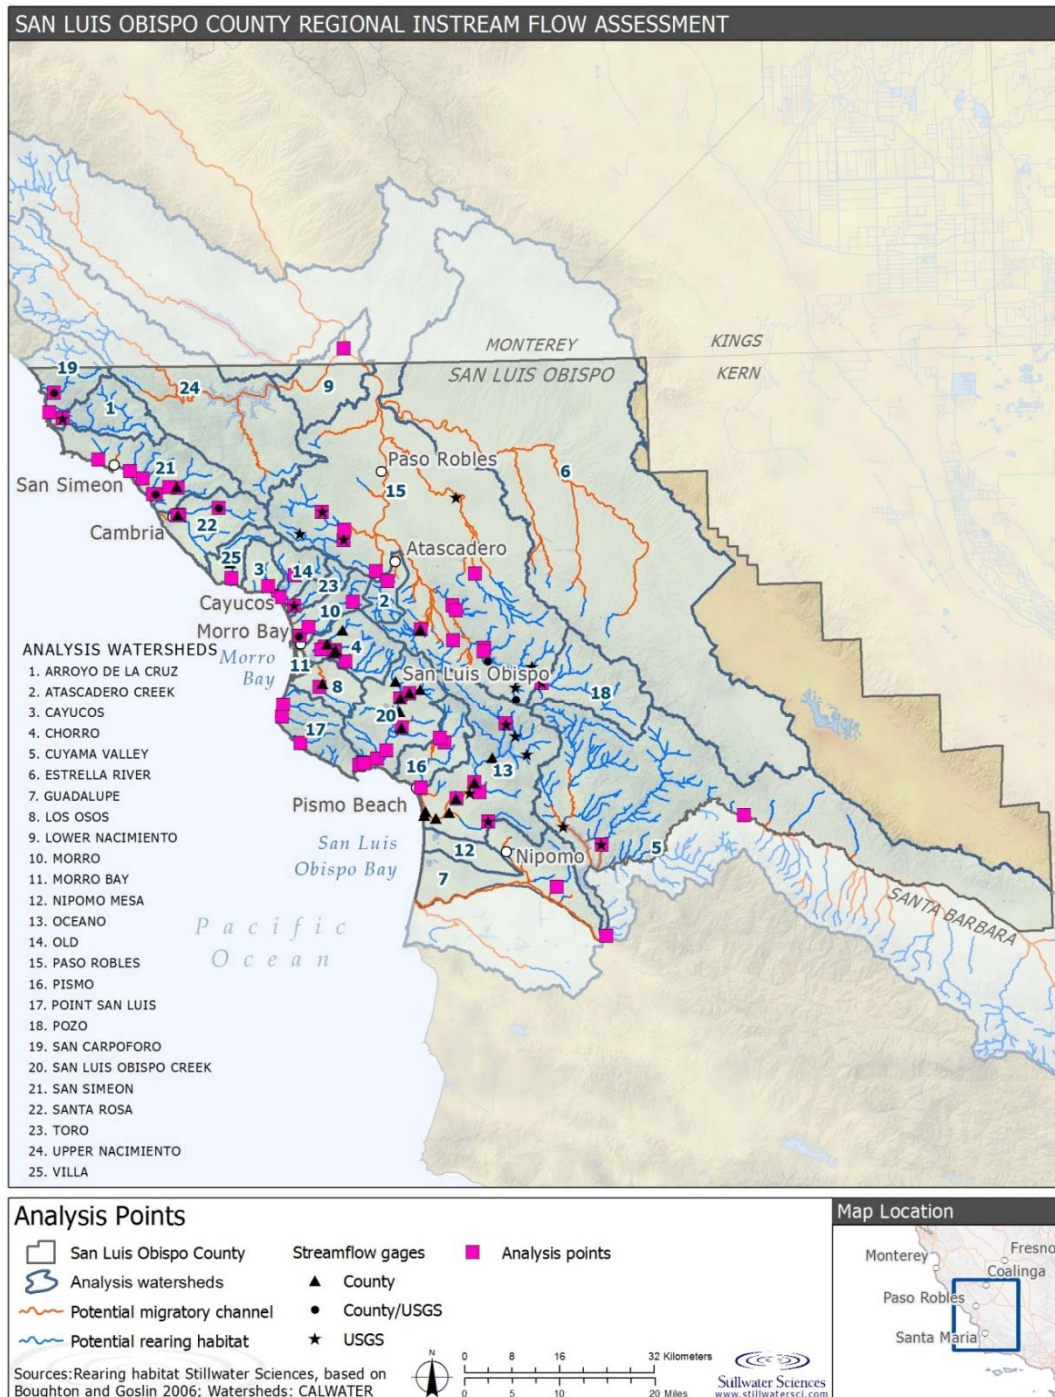 SAN LUIS OBISPO COUNTY REGIONAL INSTREAM FLOW ASSESSMENT
MONTEREY
KINGS
SAN LUIS OBISPO
KERN
19
1
24
9
Paso Robles
15
6
San Simeon
21
22
Cambria
Atascadero
25
3
14
23
2
Cayucos
10
Morro Bay
4
11
Morro
Bay
San Luis Obispo
8
18
20
17
13
16
Pismo Beach
San Luis
Obispo Bay
12
Nipomo
5
7
SANTA BARBARA
Pacific
Ocean
ANALYSIS WATERSHEDS
1. ARROYO DE LA CRUZ
2. ATASCADERO CREEK
3. CAYUCOS
4. CHORRO
5. CUYAMA VALLEY
6. ESTRELLA RIVER
7. GUADALUPE
8. LOS OSOS
9. LOWER NACIMIENTO
10. MORRO
11. MORRO BAY
12. NIPOMO MESA
13. OCEANO
14. OLD
15. PASO ROBLES
16. PISMO
17. POINT SAN LUIS
18. POZO
19. SAN CARPOFORO
20. SAN LUIS OBISPO CREEK
21. SAN SIMEON
22. SANTA ROSA
23. TORO
24. UPPER NACIMIENTO
25. VILLA
Analysis Points
San Luis Obispo County
Analysis watersheds
Potential migratory channel
Potential rearing habitat
Streamflow gages
County
County/USGS
USGS
Analysis points
Sources:Rearing habitat Stillwater Sciences, based on
Boughton and Goslin 2006; Watersheds: CALWATER
N
0 8 16 32 Kilometers
0 5 10 20 Miles
Stillwater Sciences
www.stillwatersci.com
Map Location
Monterey
Fresno
Coalinga
Paso Robles
Santa Maria